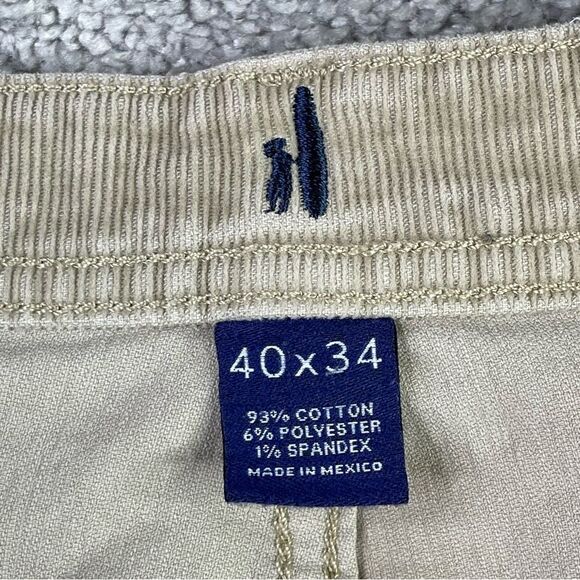 40x34
93% COTTON
6% POLYESTER
1% SPANDEX
MADE IN MEXICO